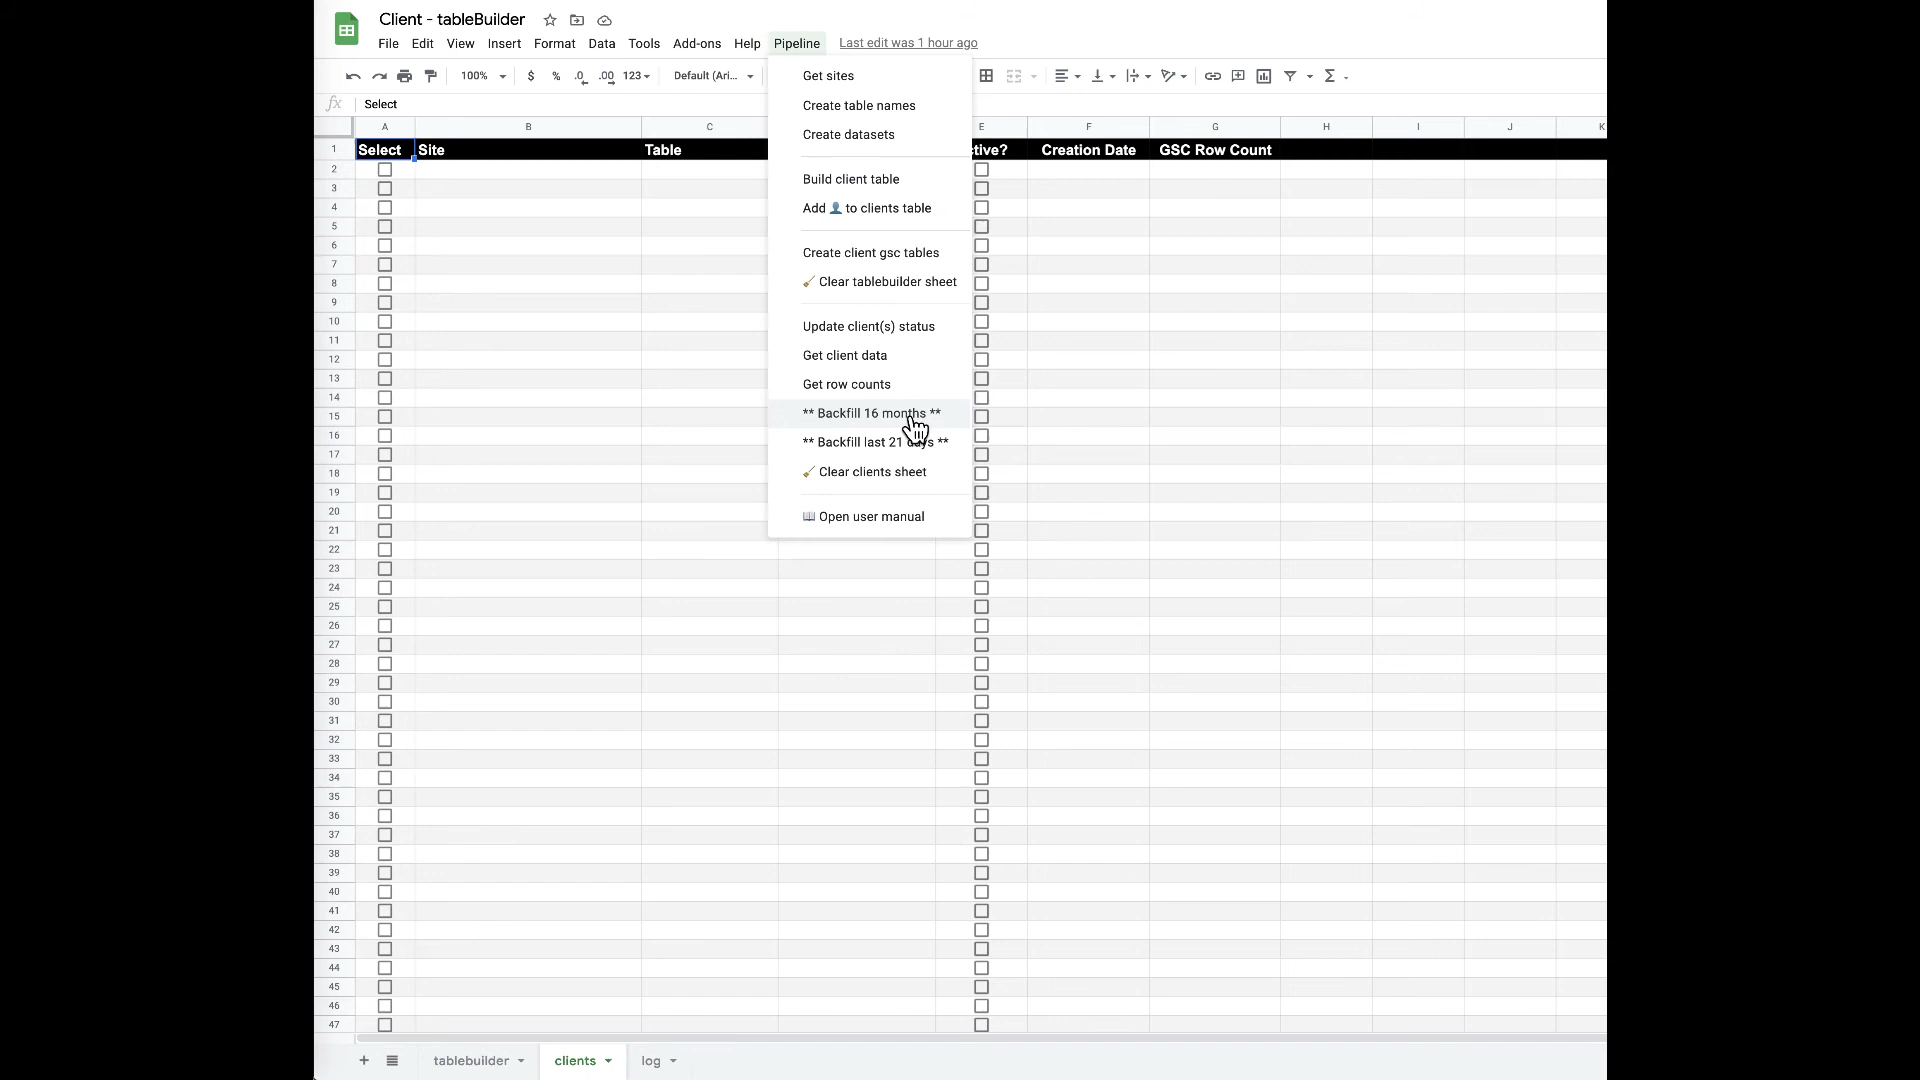 Client - tableBuilder
File Edit View Insert Format Data Tools Add-ons Help Pipeline Last edit was 1 hour ago
100% $ % .0 .00 123 Default (Ari...
fx Select
Get sites
Create table names
Create datasets
Build client table
Add 👤 to clients table
Create client gsc tables
🧹 Clear tablebuilder sheet
Update client(s) status
Get client data
Get row counts
** Backfill 16 months **
** Backfill last 21 days **
🧹 Clear clients sheet
📖 Open user manual
A B C E F G H I J K
1 Select Site Table tive? Creation Date GSC Row Count
2
3
4
5
6
7
8
9
10
11
12
13
14
15
16
17
18
19
20
21
22
23
24
25
26
27
28
29
30
31
32
33
34
35
36
37
38
39
40
41
42
43
44
45
46
47
tablebuilder clients log